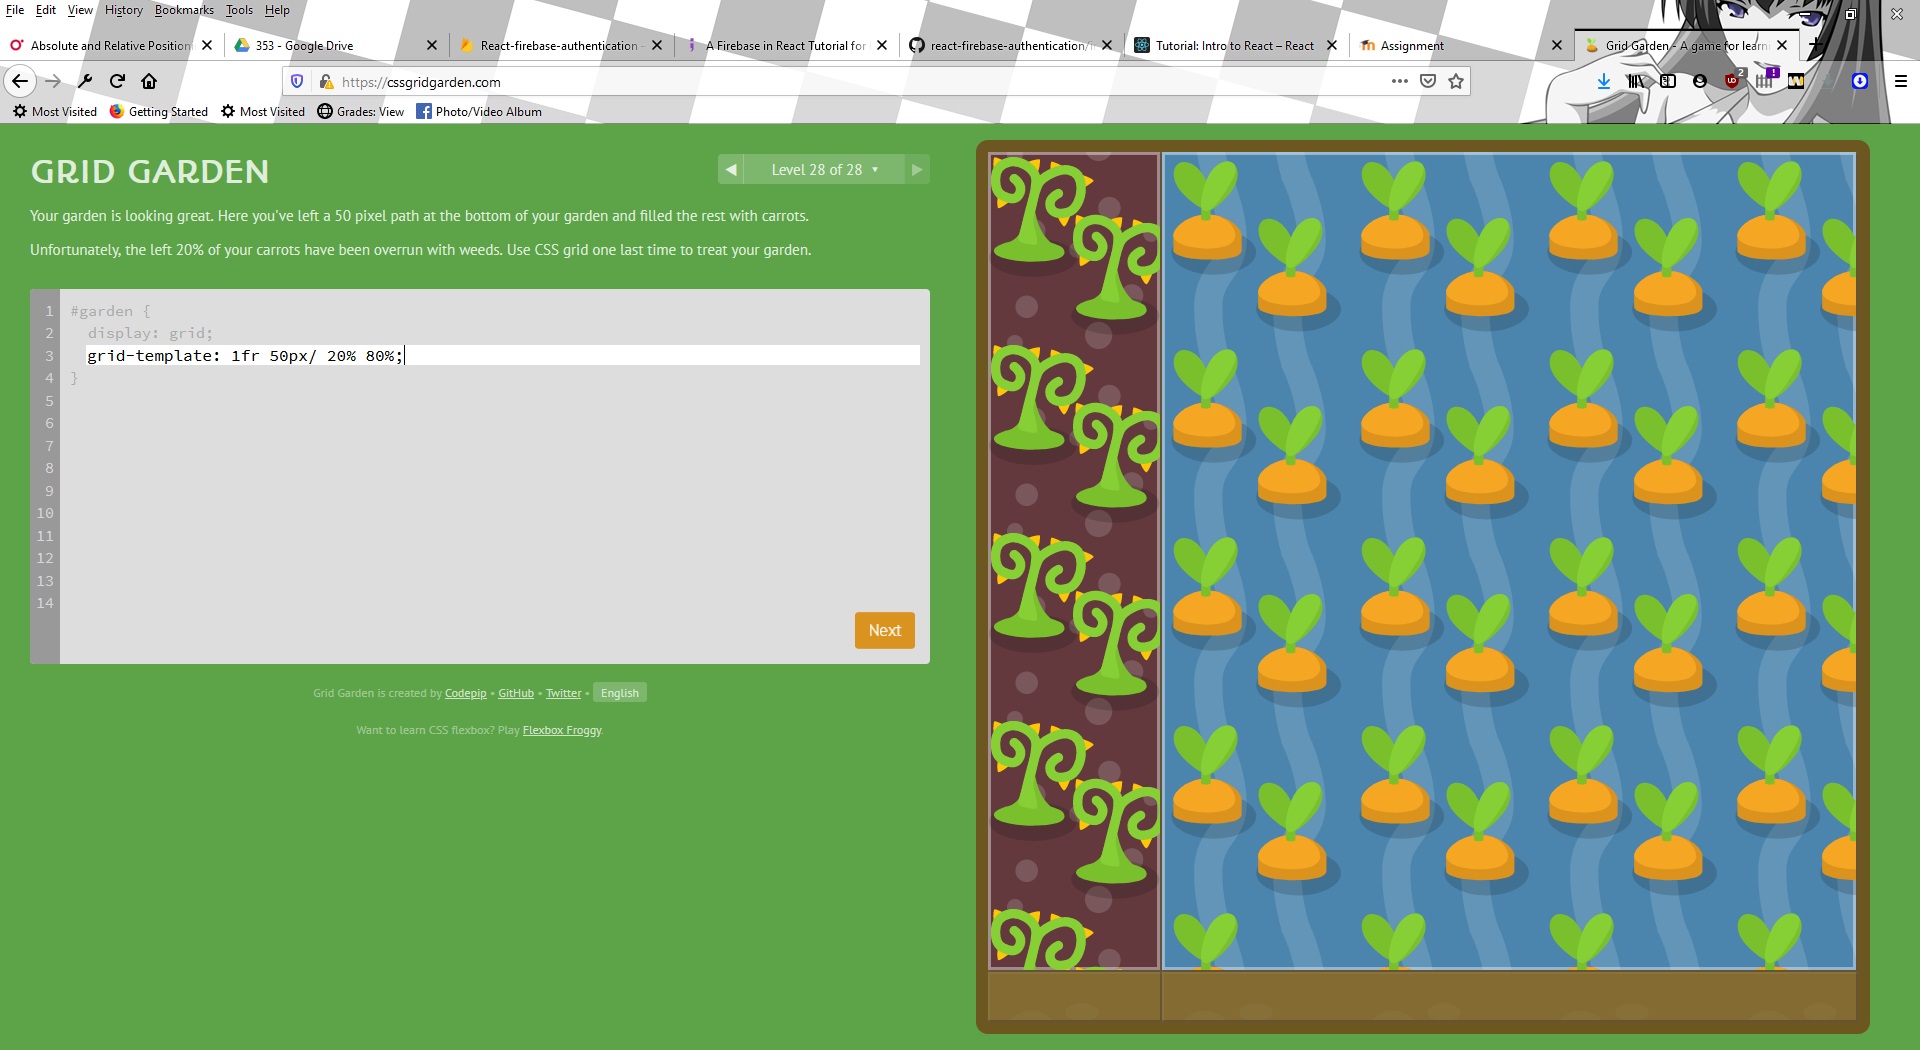 File Edit View History Bookmarks Tools Help
Absolute and Relative Position 353 - Google Drive React-firebase-authentication - A Firebase in React Tutorial for react-firebase-authentication/ Tutorial: Intro to React – React Assignment Grid Garden - A game for learni
https://cssgridgarden.com
2 !
Most Visited Getting Started Most Visited Grades: View Photo/Video Album
GRID GARDEN
Level 28 of 28
Your garden is looking great. Here you've left a 50 pixel path at the bottom of your garden and filled the rest with carrots.
Unfortunately, the left 20% of your carrots have been overrun with weeds. Use CSS grid one last time to treat your garden.
1 #garden {
2 display: grid;
3 grid-template: 1fr 50px/ 20% 80%;
4 }
5
6
7
8
9
10
11
12
13
14
Next
Grid Garden is created by Codepip • GitHub • Twitter • English
Want to learn CSS flexbox? Play Flexbox Froggy.